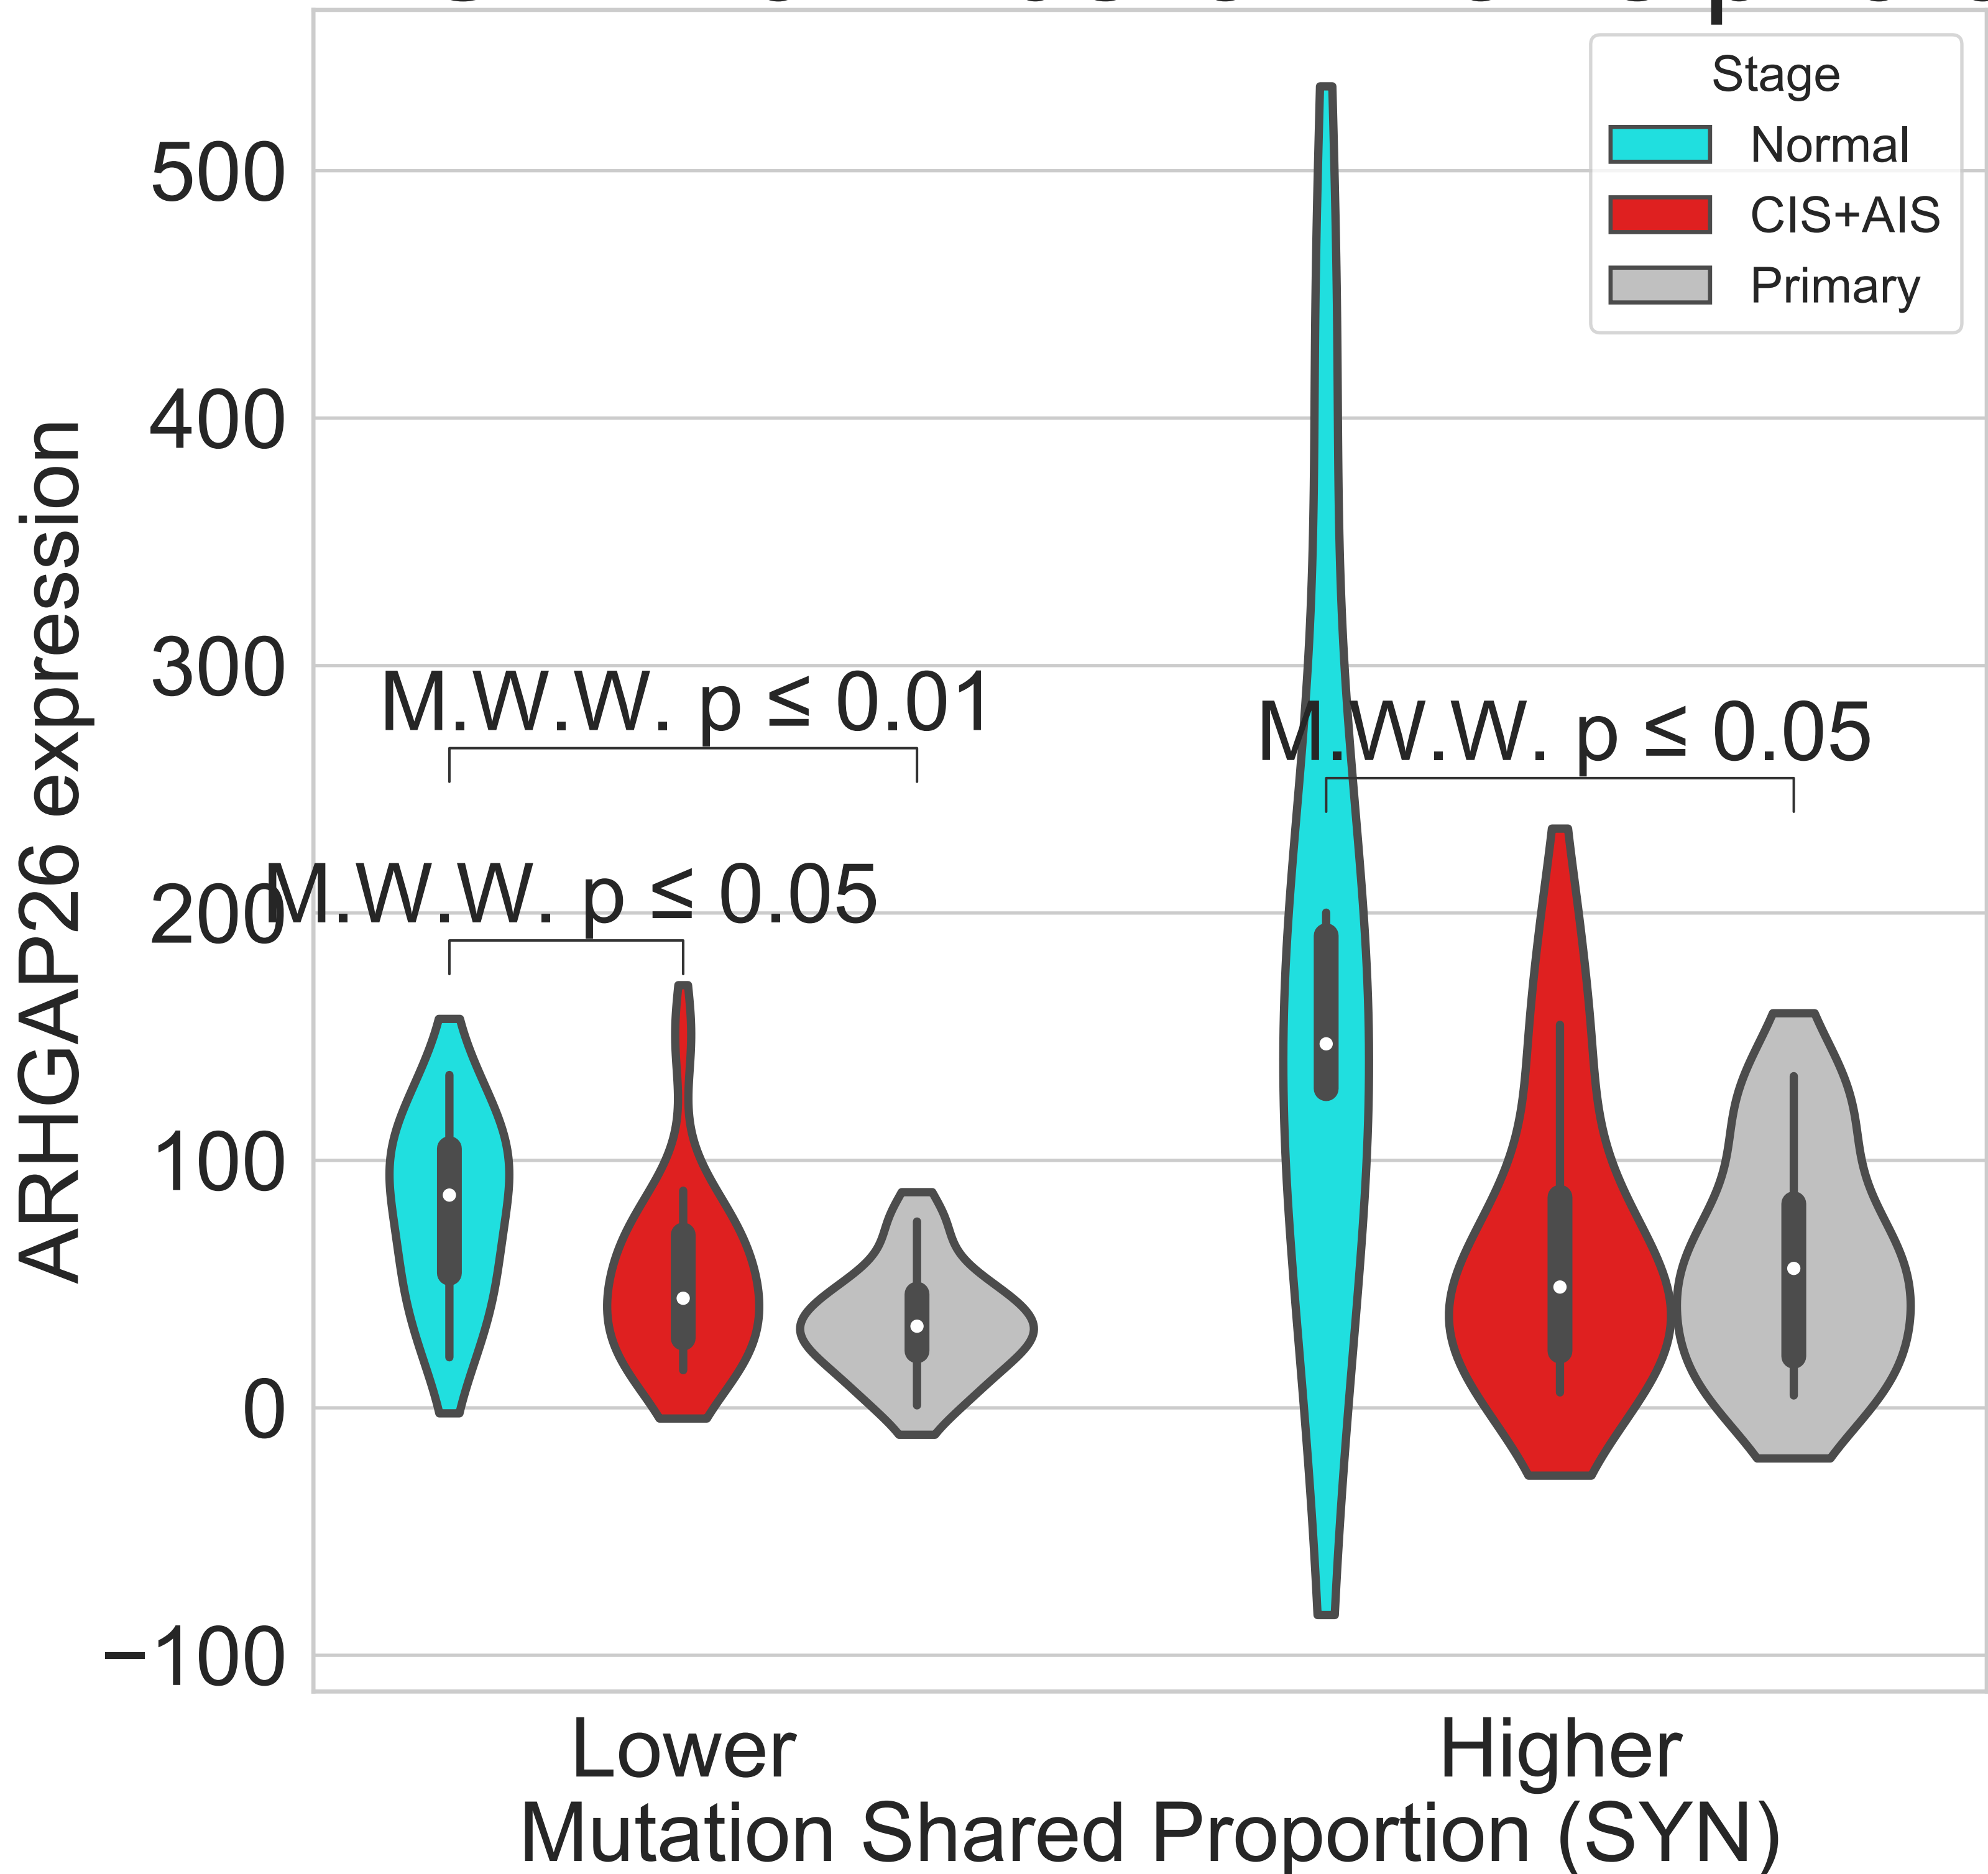 Stage
Normal
CIS+AIS
Primary
500
400
300
200
100
0
−100
ARHGAP26 expression
M.W.W. p ≤ 0.01
M.W.W. p ≤ 0.05
M.W.W. p ≤ 0.05
Lower
Higher
Mutation Shared Proportion (SYN)